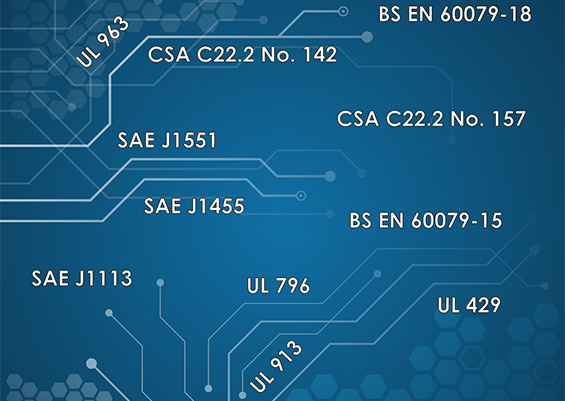 BS EN 60079-18
UL 963
CSA C22.2 No. 142
CSA C22.2 No. 157
SAE J1551
SAE J1455
BS EN 60079-15
SAE J1113
UL 796
UL 429
UL 913